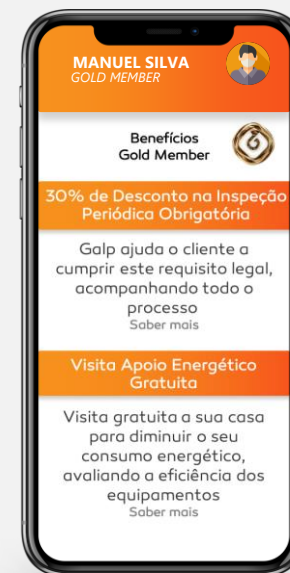 MANUEL SILVA
GOLD MEMBER
Benefícios
Gold Member
30% de Desconto na Inspeção
Periódica Obrigatória
Galp ajuda o cliente a
cumprir este requisito legal,
acompanhando todo o
processo
Saber mais
Visita Apoio Energético
Gratuita
Visita gratuita a sua casa
para diminuir o seu
consumo energético,
avaliando a eficiência dos
equipamentos
Saber mais